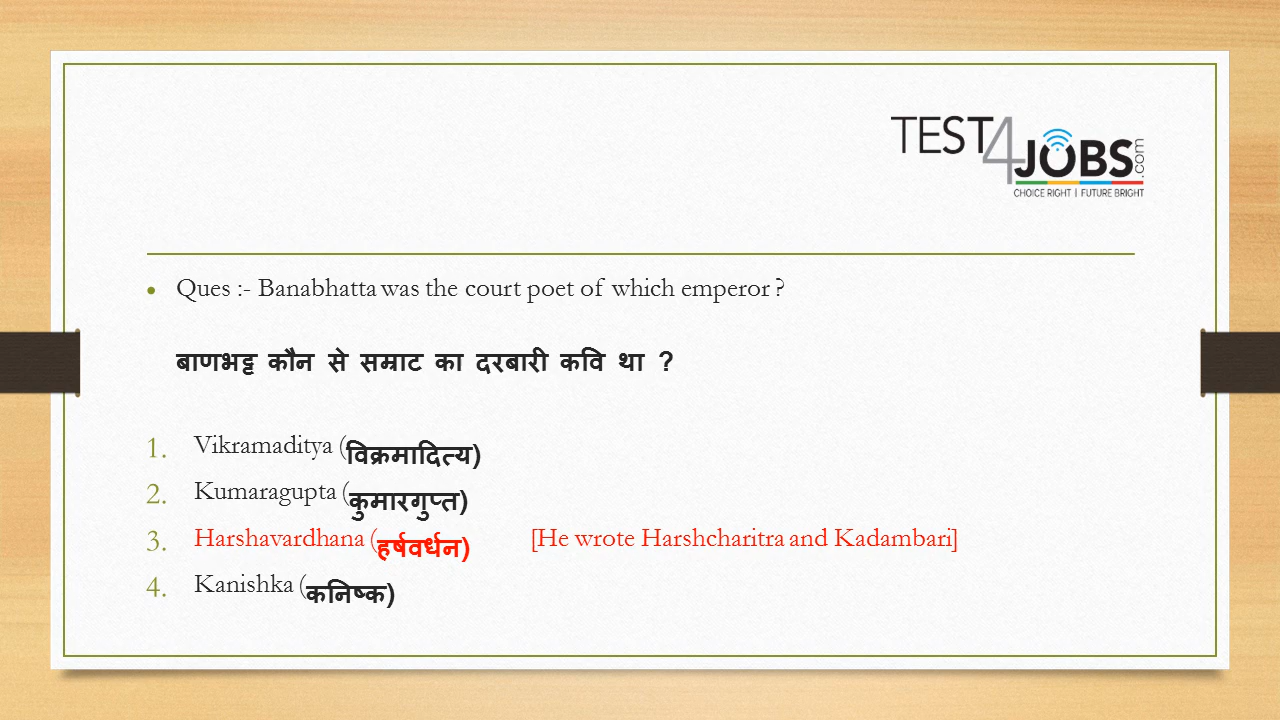 TEST4JOBS.com
CHOICE RIGHT | FUTURE BRIGHT
• Ques :- Banabhatta was the court poet of which emperor ?
बाणभट्ट कौन से सम्राट का दरबारी कवि था ?
1. Vikramaditya (विक्रमादित्य)
2. Kumaragupta (कुमारगुप्त)
3. Harshavardhana (हर्षवर्धन) [He wrote Harshcharitra and Kadambari]
4. Kanishka (कनिष्क)